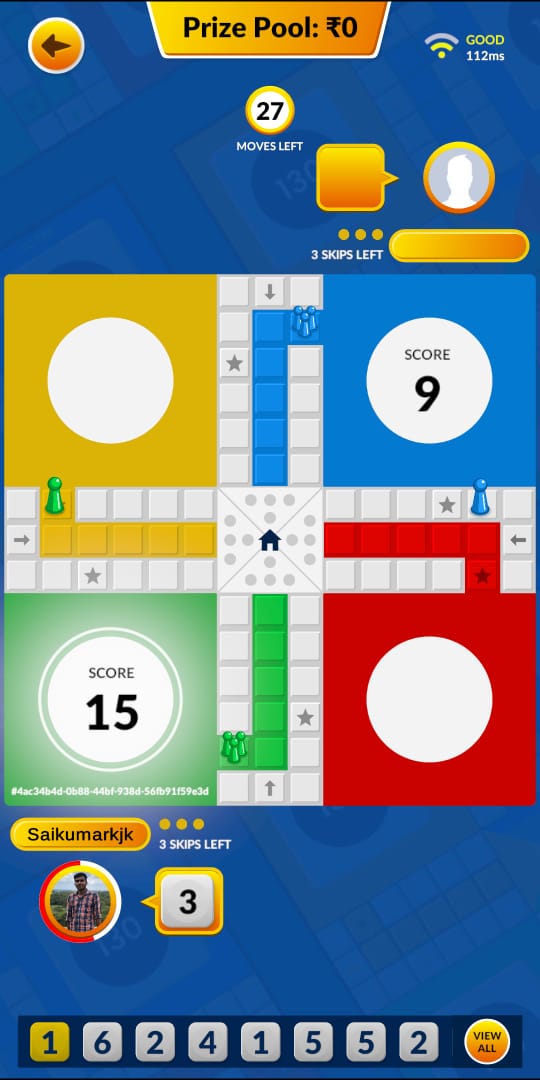 Prize Pool: ₹0
GOOD
112ms
27
MOVES LEFT
3 SKIPS LEFT
SCORE
9
SCORE
15
#4ac34b4d-0b88-44bf-938d-56fb91f59e3d
Saikumarkjk
3 SKIPS LEFT
3
1 6 2 4 1 5 5 2
VIEW
ALL